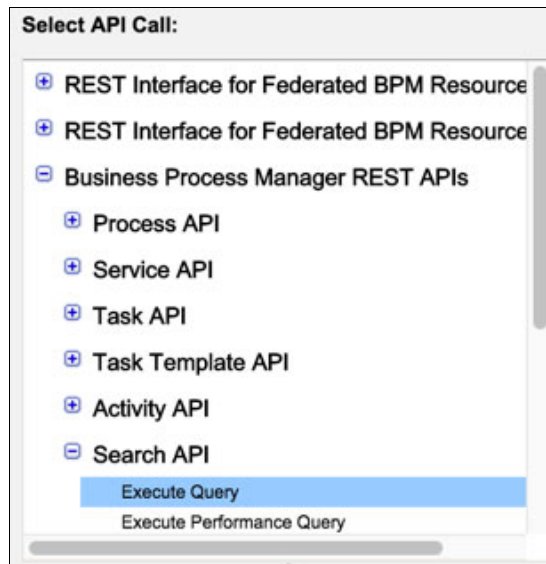 Select API Call:
REST Interface for Federated BPM Resource
REST Interface for Federated BPM Resource
Business Process Manager REST APIs
Process API
Service API
Task API
Task Template API
Activity API
Search API
Execute Query
Execute Performance Query